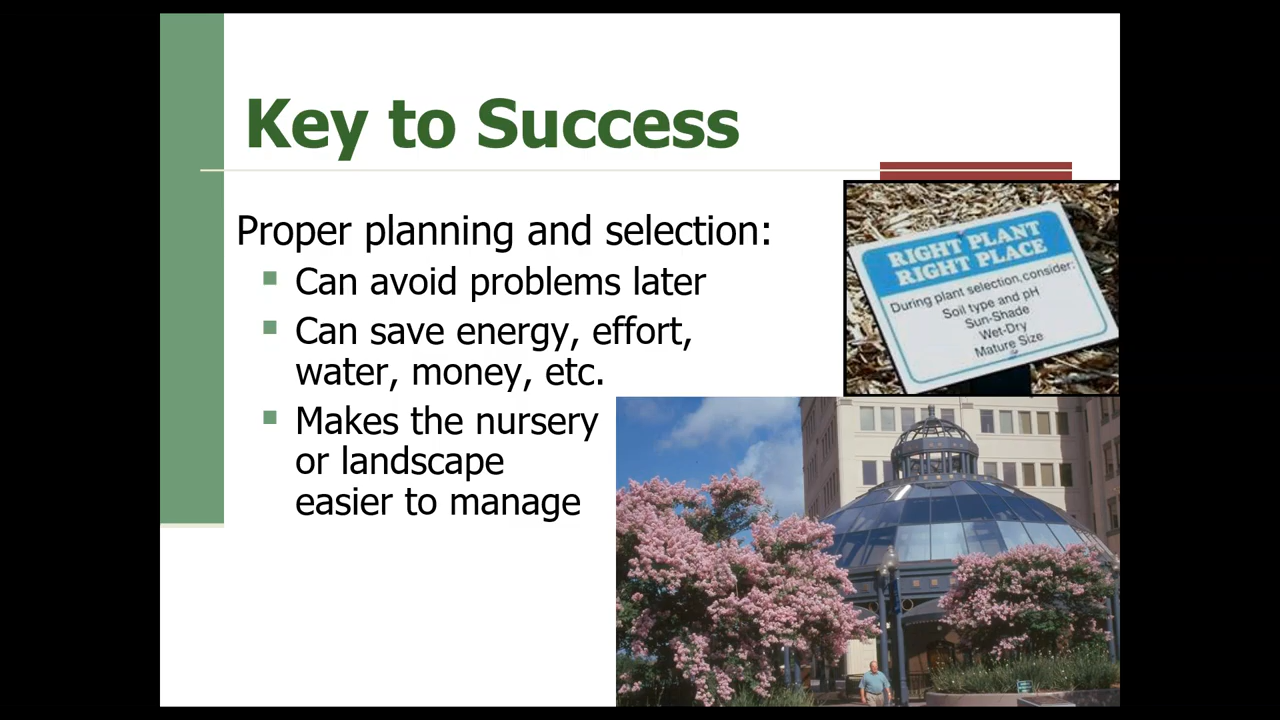 Key to Success
Proper planning and selection:
Can avoid problems later
Can save energy, effort,
water, money, etc.
Makes the nursery
or landscape
easier to manage
RIGHT PLANT
RIGHT PLACE
During plant selection,consider:
Soil type and pH
Sun-Shade
Wet-Dry
Mature Size